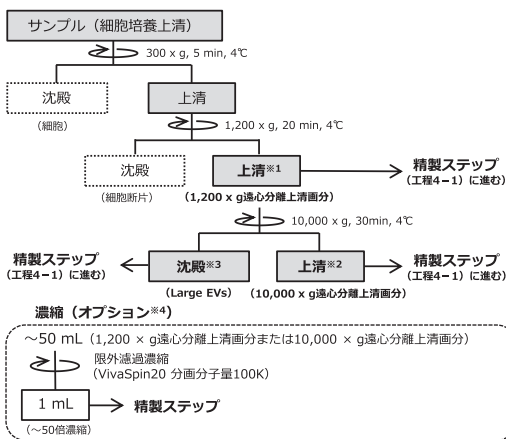 サンプル（細胞培養上清）
300 x g, 5 min, 4℃
沈殿
上清
（細胞）
1,200 x g, 20 min, 4℃
沈殿
上清※1
精製ステップ
（工程4−1）に進む）
（細胞断片）
（1,200 x g遠心分離上清画分）
10,000 x g, 30min, 4℃
精製ステップ
（工程4−1）に進む）
沈殿※3
上清※2
精製ステップ
（工程4−1）に進む）
（Large EVs）
（10,000 x g遠心分離上清画分）
濃縮（オプション※4）
～50 mL（1,200 × g遠心分離上清画分または10,000 × g遠心分離上清画分）
限外濾過濃縮
（VivaSpin20 分画分子量100K）
1 mL
精製ステップ
（～50倍濃縮）